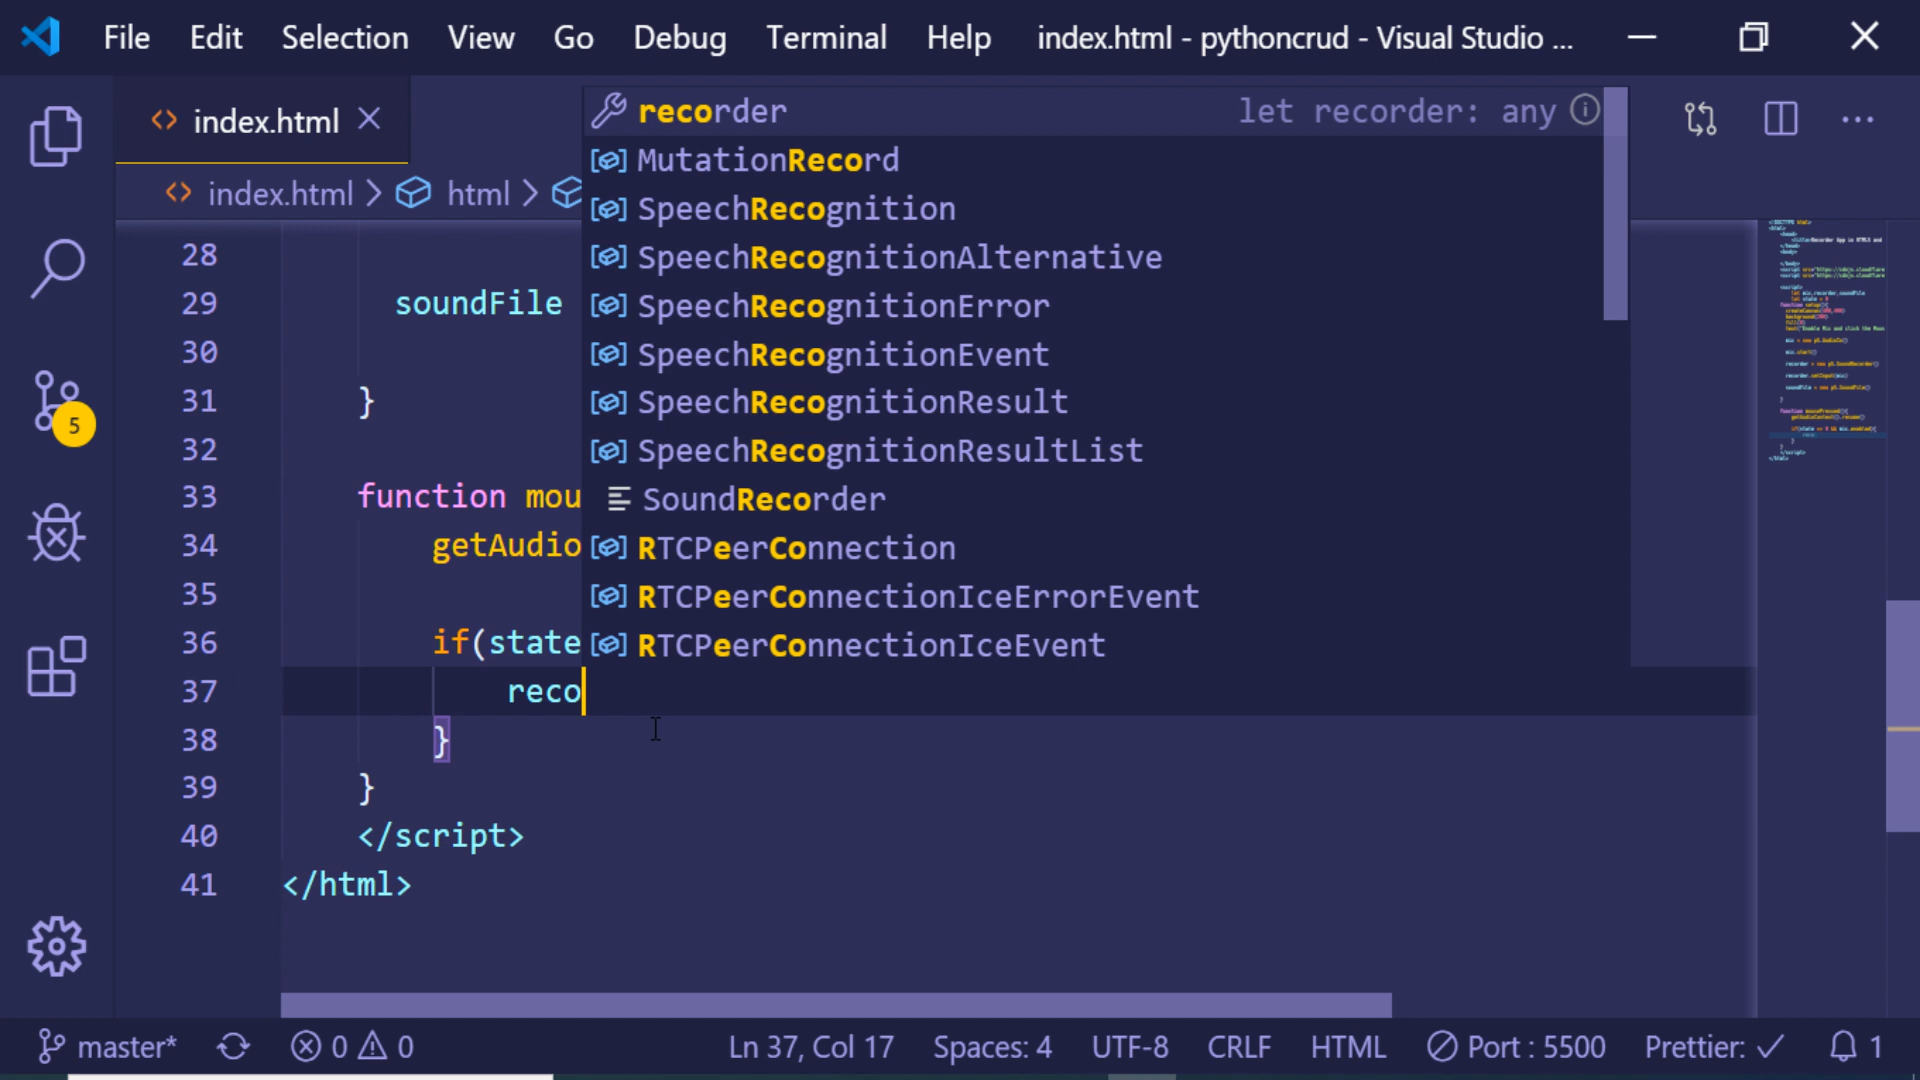 File Edit Selection View Go Debug Terminal Help index.html - pythoncrud - Visual Studio ...
index.html
index.html > html >
recorder let recorder: any
MutationRecord
SpeechRecognition
SpeechRecognitionAlternative
SpeechRecognitionError
SpeechRecognitionEvent
SpeechRecognitionResult
SpeechRecognitionResultList
SoundRecorder
RTCPeerConnection
RTCPeerConnectionIceErrorEvent
RTCPeerConnectionIceEvent
28
29 soundFile
30
31 }
32
33 function mou
34 getAudio
35
36 if(state
37 reco
38 }
39 }
40 </script>
41 </html>
5
master* 0 0 Ln 37, Col 17 Spaces: 4 UTF-8 CRLF HTML Port : 5500 Prettier: ✓ 1